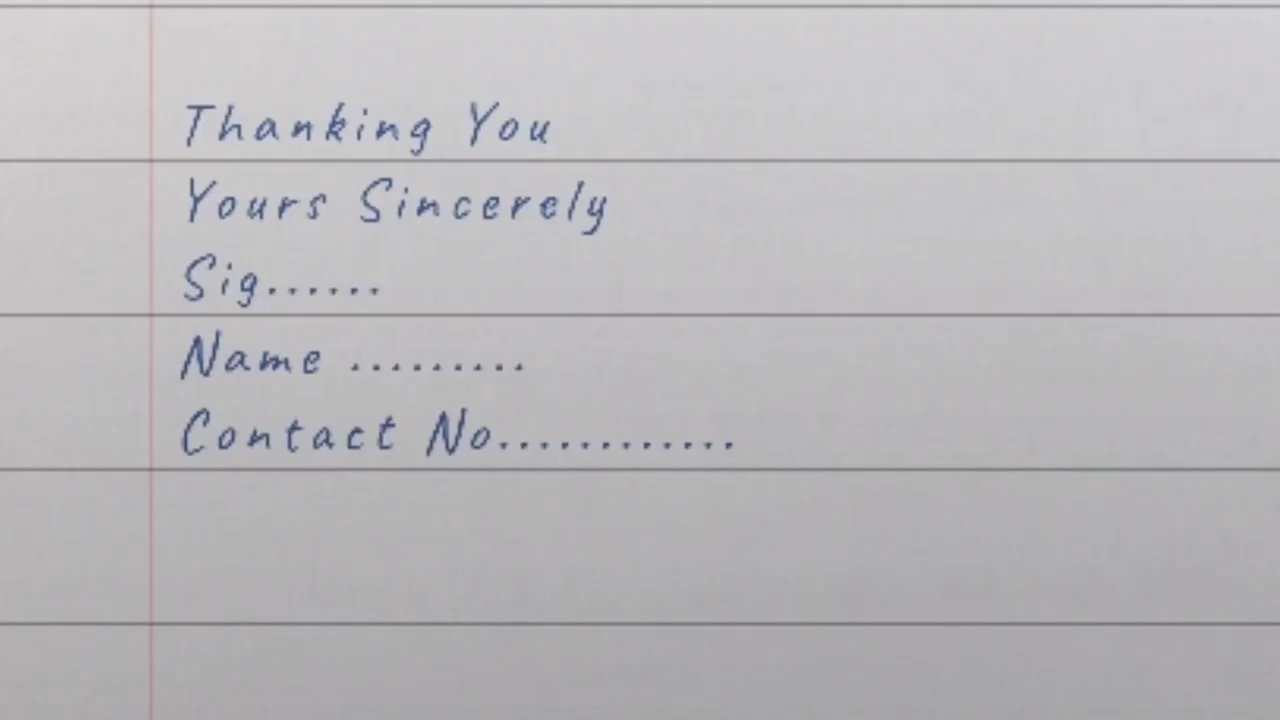 Thanking You
Yours Sincerely
Sig......
Name .........
Contact No............